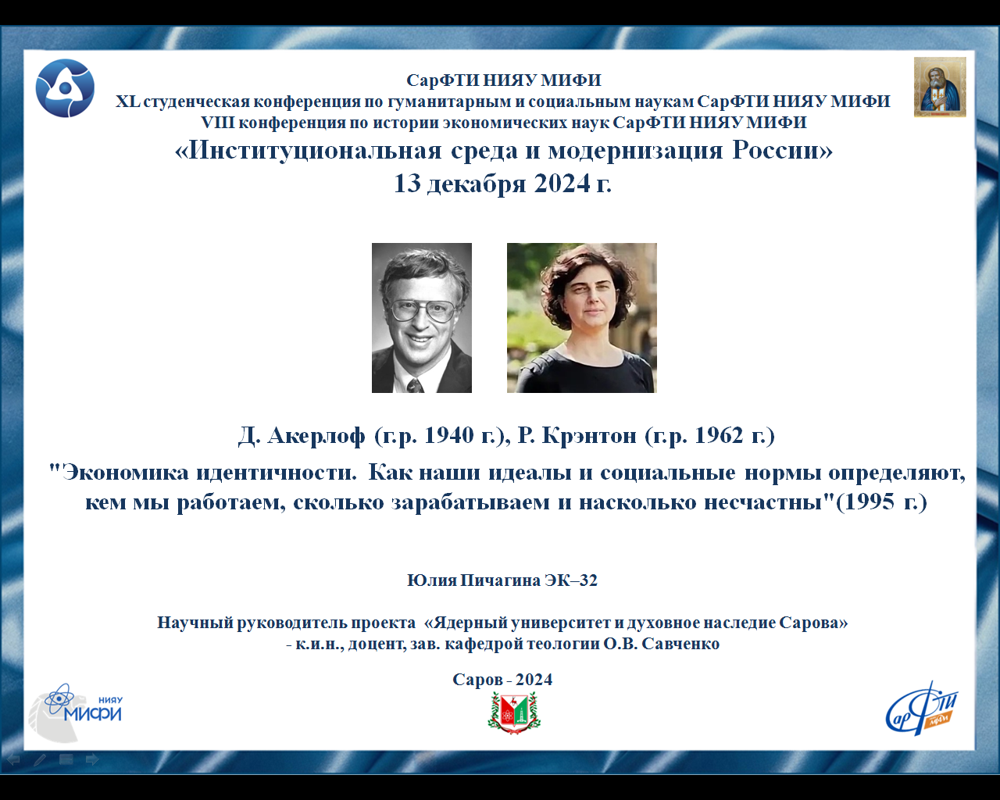 СарФТИ НИЯУ МИФИ
XL студенческая конференция по гуманитарным и социальным наукам СарФТИ НИЯУ МИФИ
VIII конференция по истории экономических наук СарФТИ НИЯУ МИФИ
«Институциональная среда и модернизация России»
13 декабря 2024 г.
Д. Акерлоф (г.р. 1940 г.), Р. Крэнтон (г.р. 1962 г.)
"Экономика идентичности. Как наши идеалы и социальные нормы определяют,
кем мы работаем, сколько зарабатываем и насколько несчастны"(1995 г.)
Юлия Пичагина ЭК–32
Научный руководитель проекта «Ядерный университет и духовное наследие Сарова»
- к.и.н., доцент, зав. кафедрой теологии О.В. Савченко
Саров - 2024
НИЯУ
МИФИ
СарФТИ
МИФИ